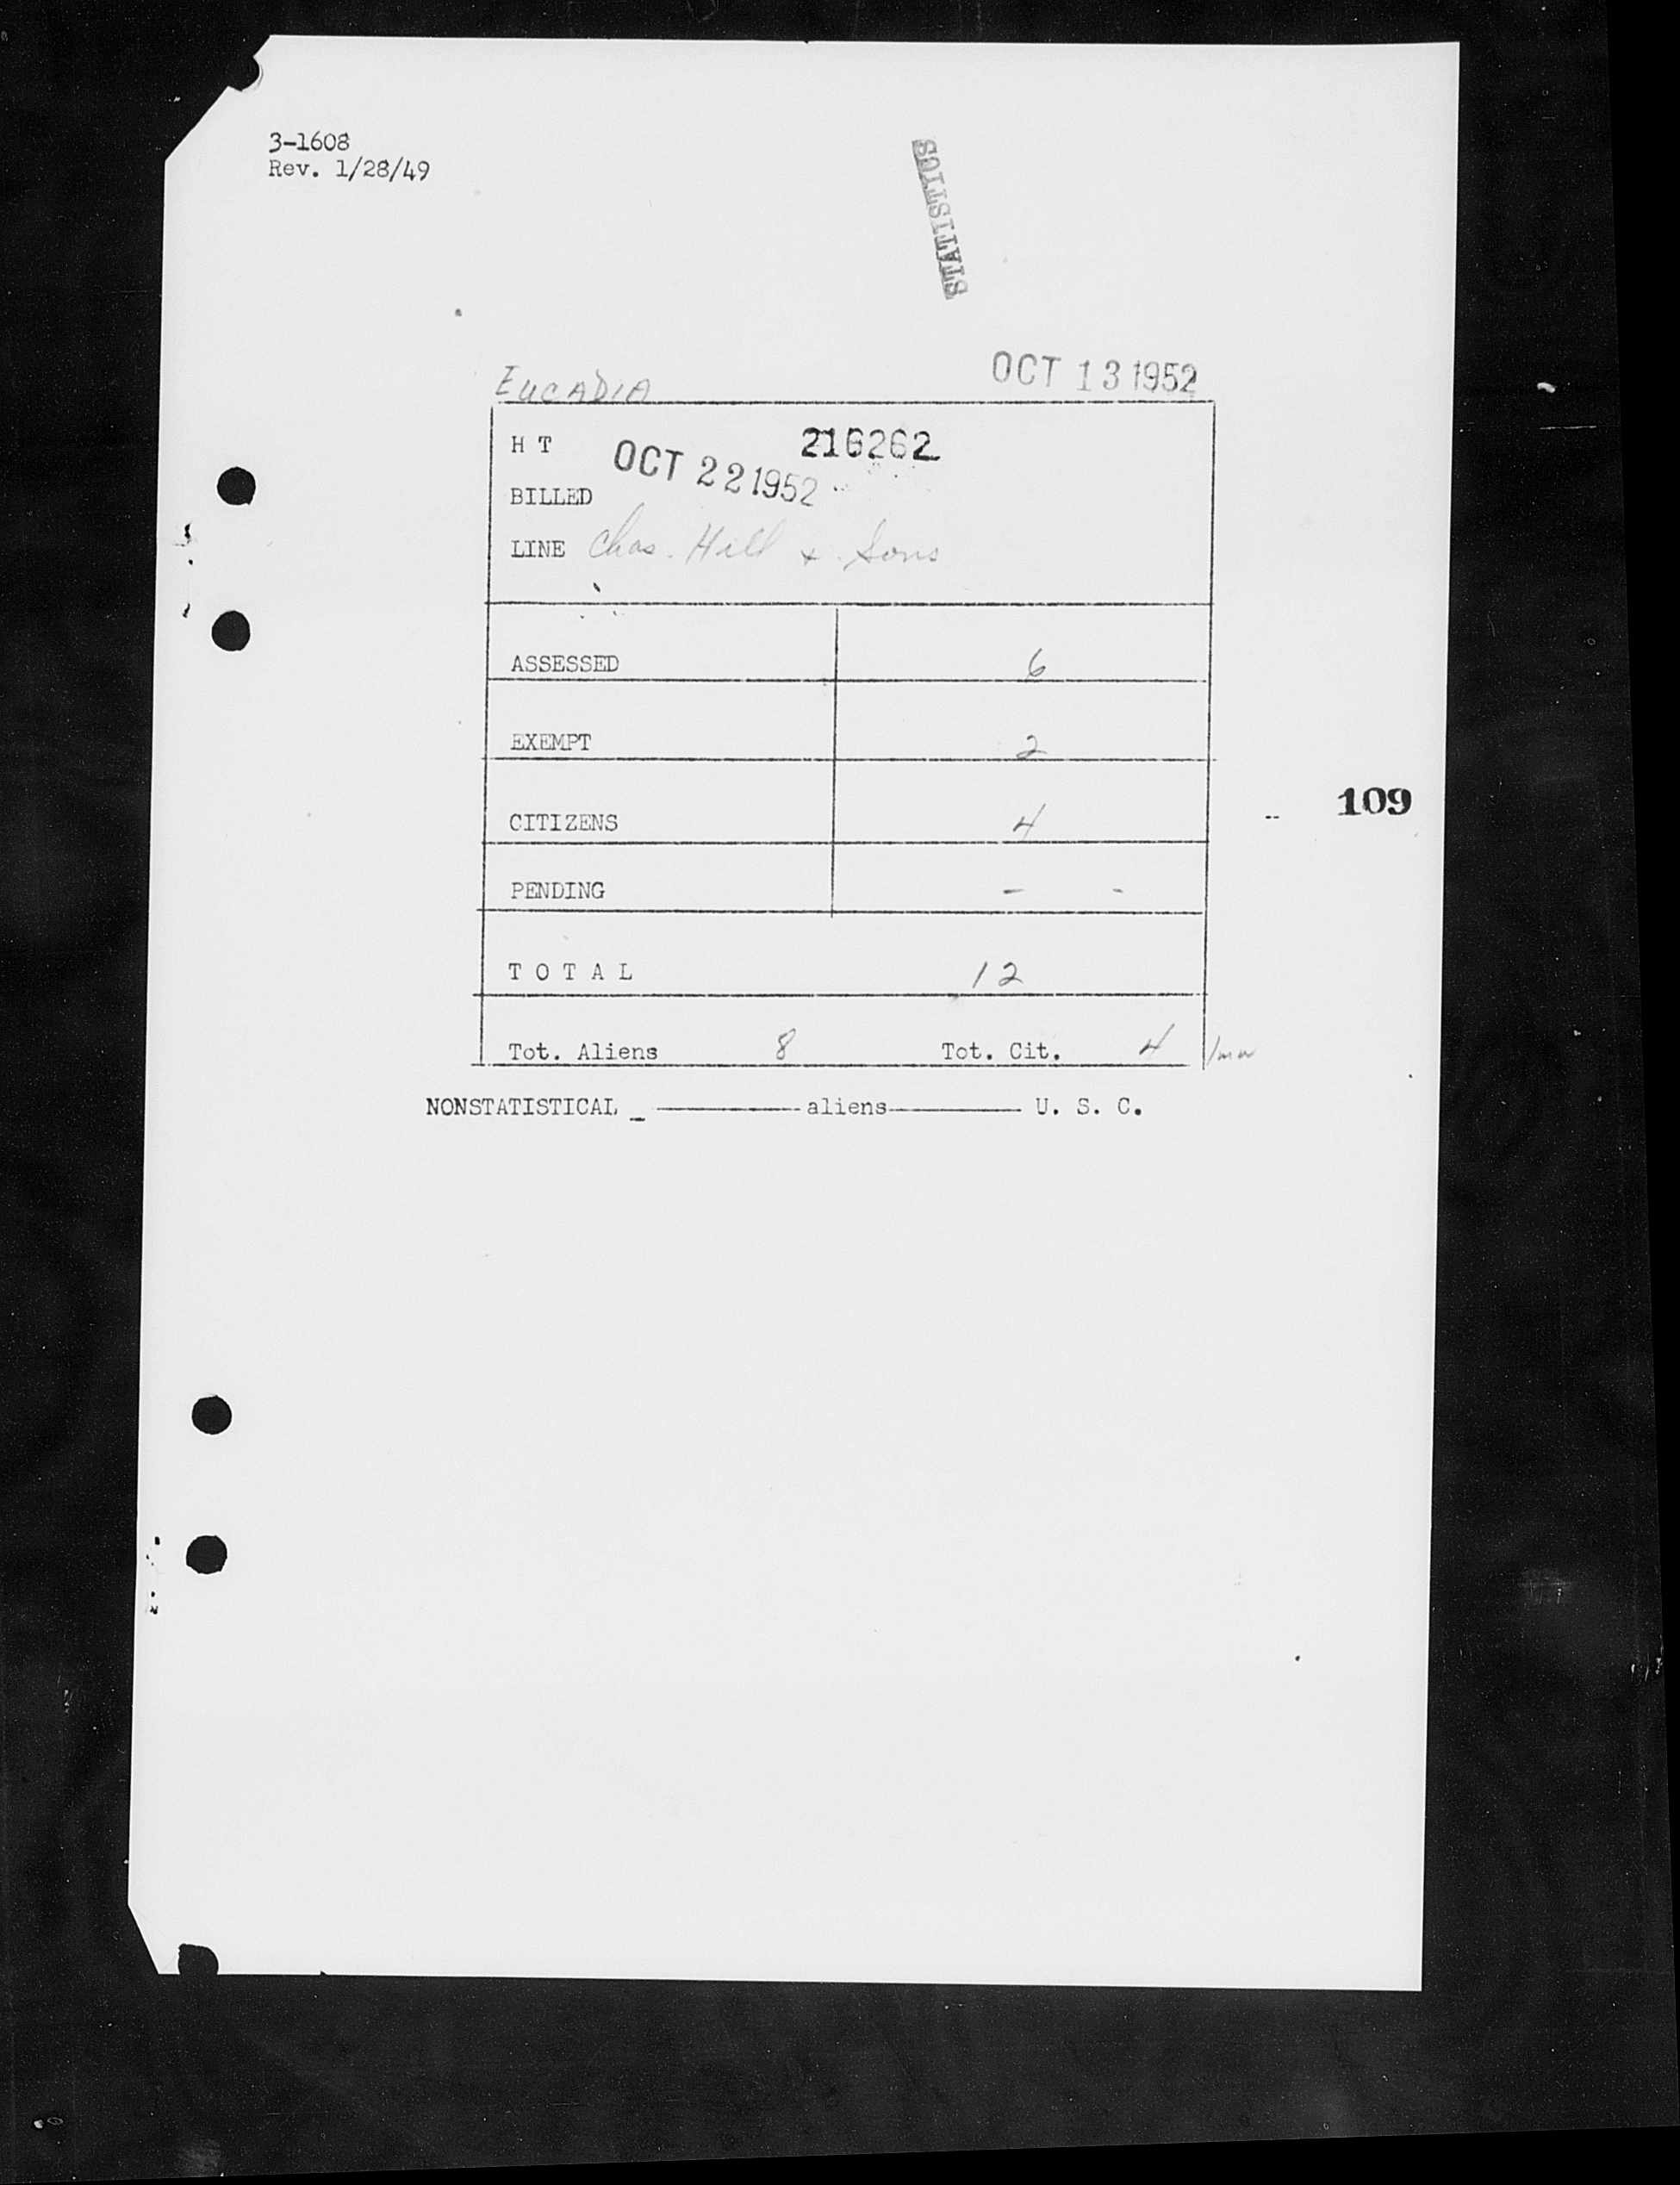 3-1608
Rev. 1/28/49
STATISTICS
EUCADIA OCT 13 1952
H T 216262
BILLED OCT 22 1952
LINE Chas. Hill & Sons
ASSESSED 6
EXEMPT 2
CITIZENS 4
109
PENDING - -
T O T A L 12
Tot. Aliens 8 Tot. Cit. 4
NONSTATISTICAL _ ———— aliens ———— U. S. C.